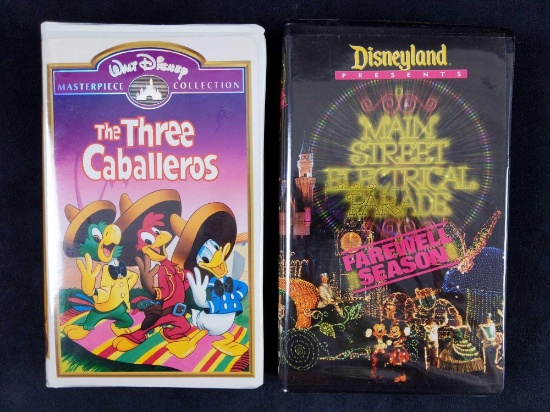 WALT DISNEY
MASTERPIECE COLLECTION
The Three
Caballeros
Disneyland
PRESENTS
MAIN
STREET
ELECTRICAL
PARADE
FAREWELL
SEASON